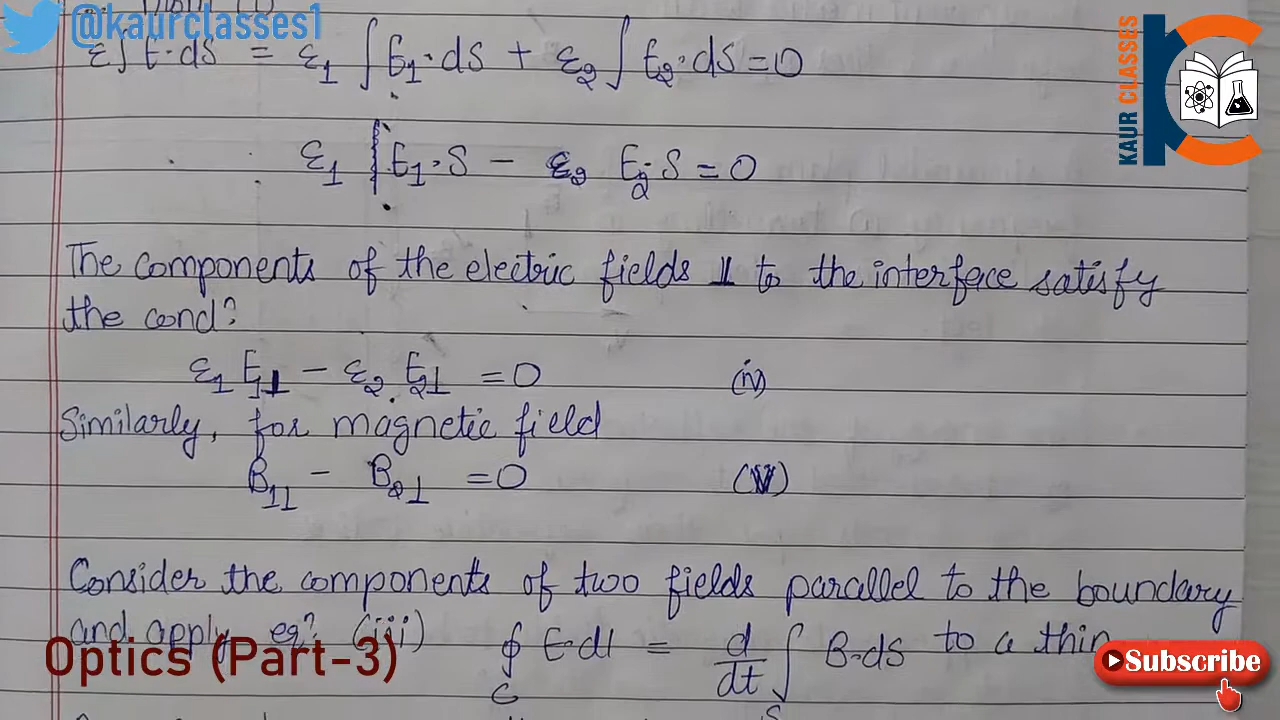 @kaurclasses1
ε∫E·ds = ε1 ∫E1·ds + ε2 ∫E2·ds = 0
KAUR CLASSES
ε1 E1·S - ε2 E2·S = 0
The components of the electric fields ⊥ to the interface satisfy
the cond?
ε1 E1⊥ - ε2 E2⊥ = 0 (iv)
Similarly, for magnetic field
B1⊥ - B2⊥ = 0 (V)
Consider the components of two fields parallel to the boundary
and apply eq? (iii) ∮ E·dl = d/dt ∫ B·ds to a thin
C S
Optics (Part-3)
Subscribe